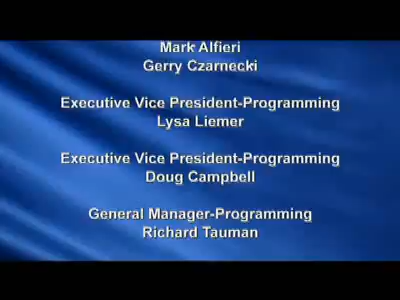 Mark Alfieri
Gerry Czarnecki
Executive Vice President-Programming
Lysa Liemer
Executive Vice President-Programming
Doug Campbell
General Manager-Programming
Richard Tauman